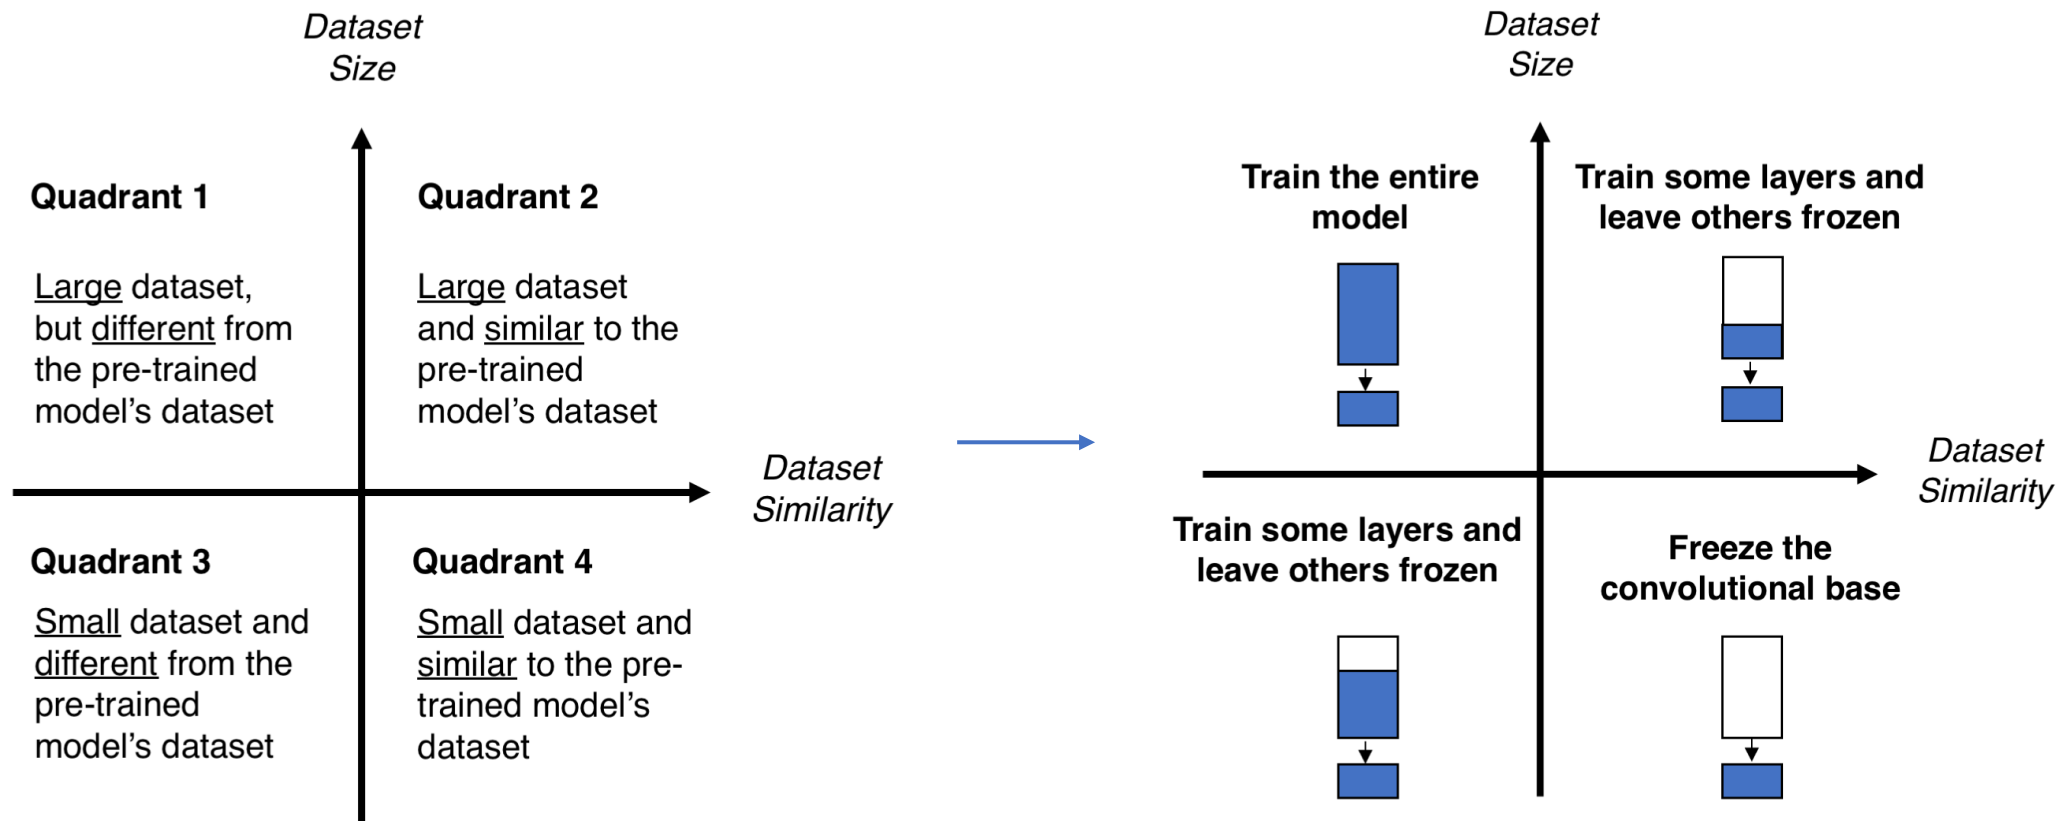 Dataset
Size
Quadrant 1
Large dataset,
but different from
the pre-trained
model’s dataset
Quadrant 2
Large dataset
and similar to the
pre-trained
model’s dataset
Dataset
Similarity
Quadrant 3
Small dataset and
different from the
pre-trained
model’s dataset
Quadrant 4
Small dataset and
similar to the pre-
trained model’s
dataset
Dataset
Size
Train the entire
model
Train some layers and
leave others frozen
Dataset
Similarity
Train some layers and
leave others frozen
Freeze the
convolutional base